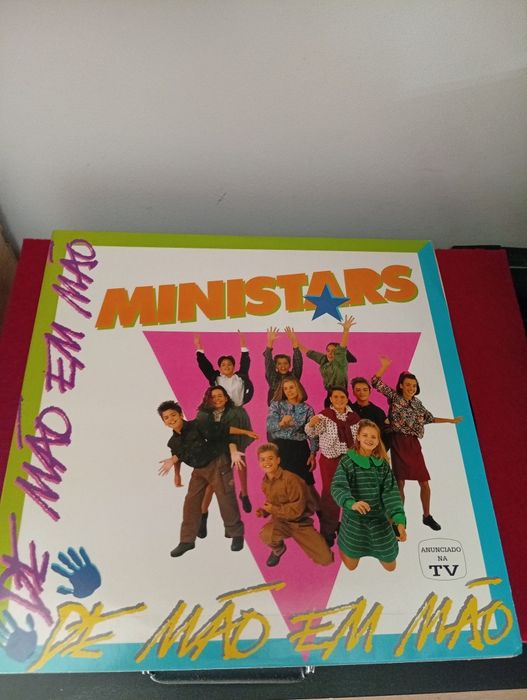 MINISTARS
DE MÃO EM MÃO
ANUNCIADO
NA
TV
DE MÃO EM MÃO